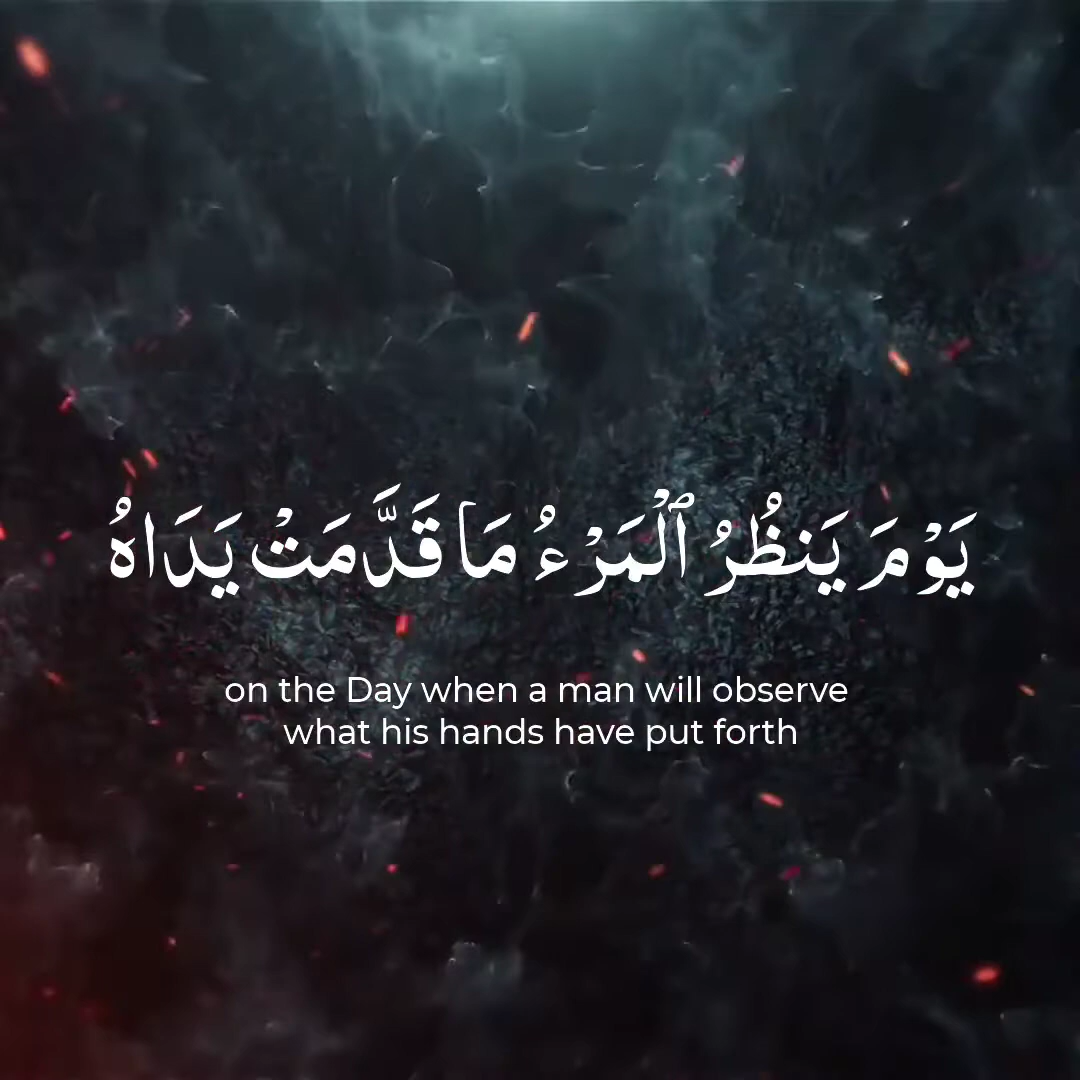 يَوْمَ يَنظُرُ ٱلْمَرْءُ مَا قَدَّمَتْ يَدَاهُ
on the Day when a man will observe
what his hands have put forth